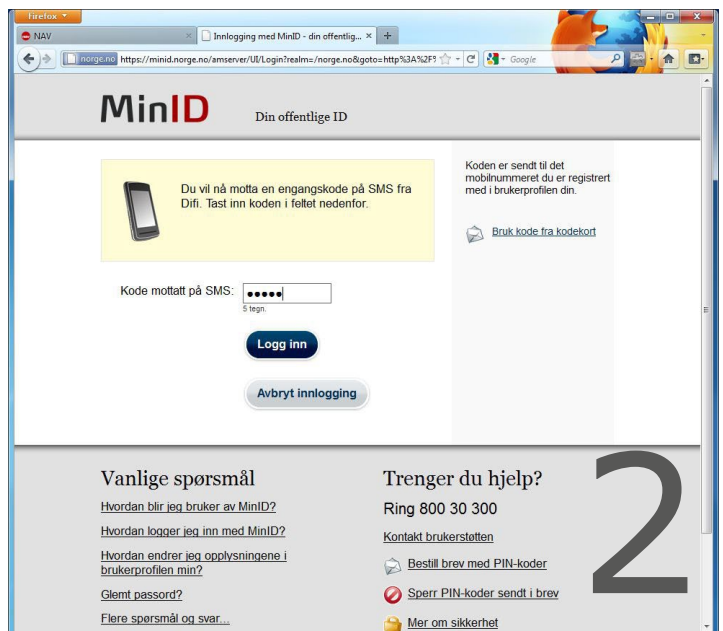 Firefox
NAV
Innlogging med MinID - din offentlig...
norge.no https://minid.norge.no/amserver/UI/Login?realm=/norge.no&goto=http%3A%2F
Google
MinID
Din offentlige ID
Du vil nå motta en engangskode på SMS fra
Difi. Tast inn koden i feltet nedenfor.
Koden er sendt til det
mobilnummeret du er registrert
med i brukerprofilen din.
Bruk kode fra kodekort
Kode mottatt på SMS:
5 tegn.
Logg inn
Avbryt innlogging
Vanlige spørsmål
Hvordan blir jeg bruker av MinID?
Hvordan logger jeg inn med MinID?
Hvordan endrer jeg opplysningene i
brukerprofilen min?
Glemt passord?
Flere spørsmål og svar...
Trenger du hjelp?
Ring 800 30 300
Kontakt brukerstøtten
Bestill brev med PIN-koder
Sperr PIN-koder sendt i brev
Mer om sikkerhet
2